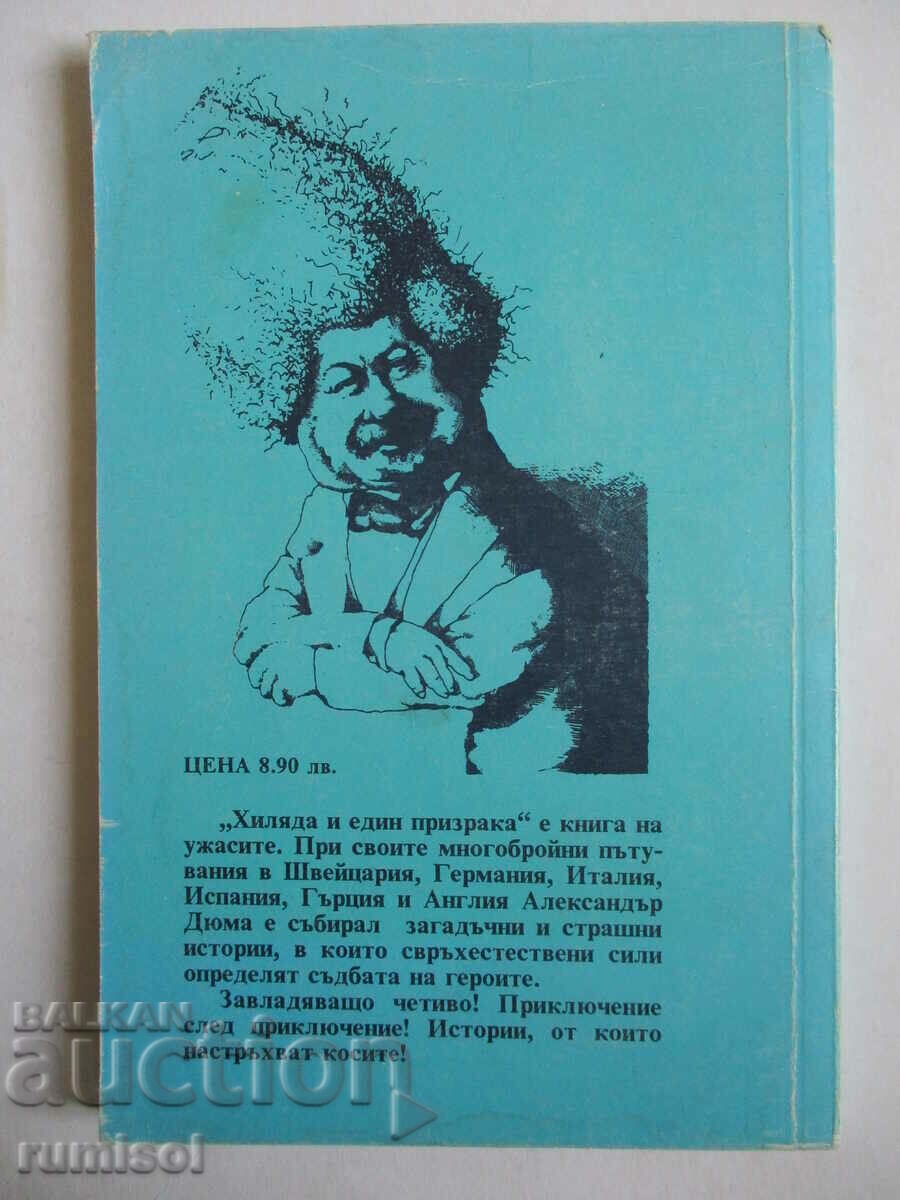 ЦЕНА 8.90 лв.
„Хиляда и един призрака“ е книга на
ужасите. При своите многобройни пъту-
вания в Швейцария, Германия, Италия,
Испания, Гърция и Англия Александър
Дюма е събирал загадъчни и страшни
истории, в които свръхестествени сили
определят съдбата на героите.
Завладяващо четиво! Приключение
след приключение! Истории, от които
настръхват косите!
BALKAN
auction
rumisol